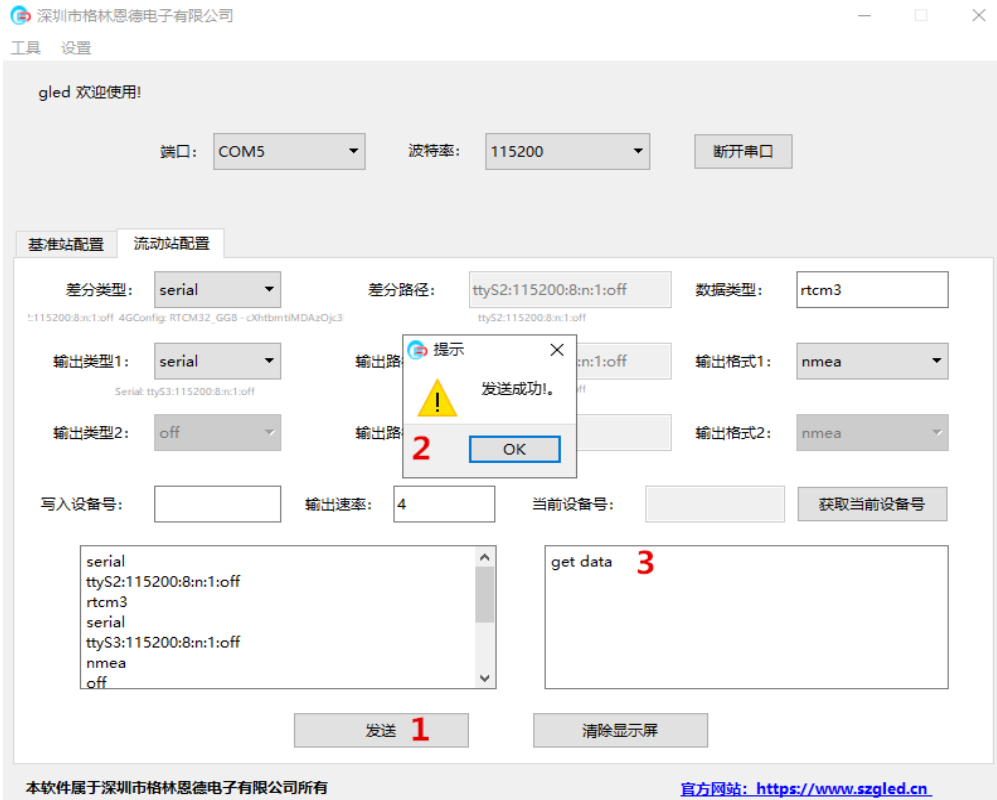 深圳市格林恩德电子有限公司
工具 设置
gled 欢迎使用!
端口: COM5 波特率: 115200 断开串口
基准站配置 流动站配置
差分类型: serial 差分路径: ttyS2:115200:8:n:1:off 数据类型: rtcm3
:115200:8:n:1:off 4GConfig: RTCM32_GGB - ttyS2:115200:8:n:1:off
输出类型1: serial 输出路 :n:1:off 输出格式1: nmea
Serial: ttyS3:115200:8:n:1:off
输出类型2: off 输出路 输出格式2: nmea
提示
发送成功!。
2 OK
写入设备号: 输出速率: 4 当前设备号: 获取当前设备号
serial
ttyS2:115200:8:n:1:off
rtcm3
serial
ttyS3:115200:8:n:1:off
nmea
off
get data 3
发送 1 清除显示屏
本软件属于深圳市格林恩德电子有限公司所有 官方网站: https://www.szgled.cn